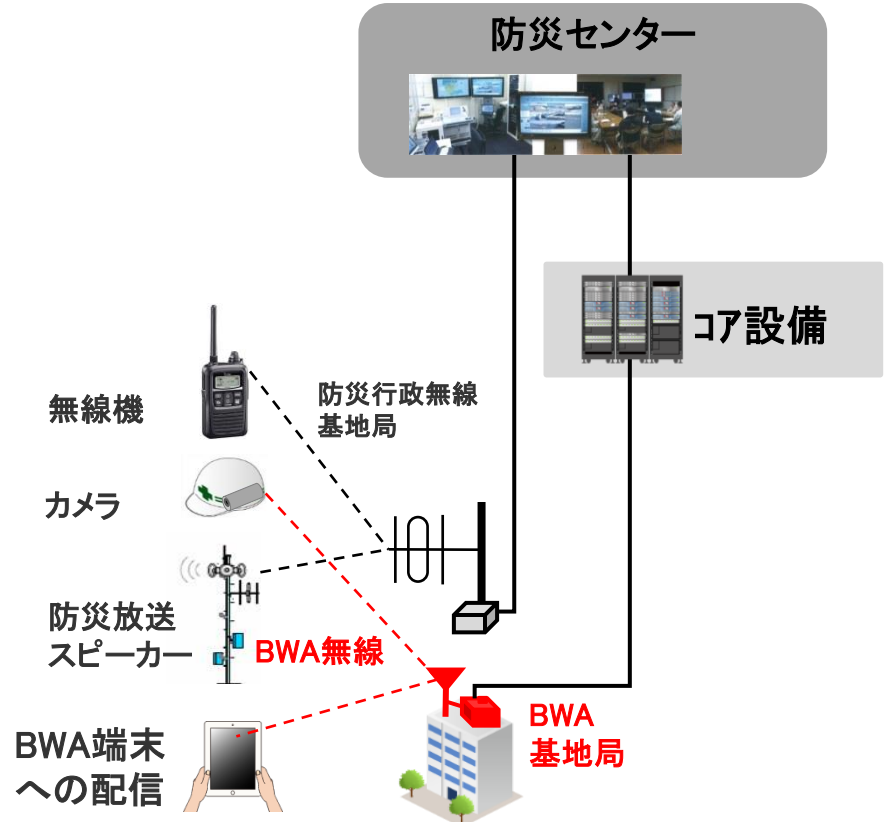 防災センター
コア設備
無線機
防災行政無線
基地局
カメラ
防災放送
スピーカー
BWA無線
BWA
基地局
BWA端末
への配信